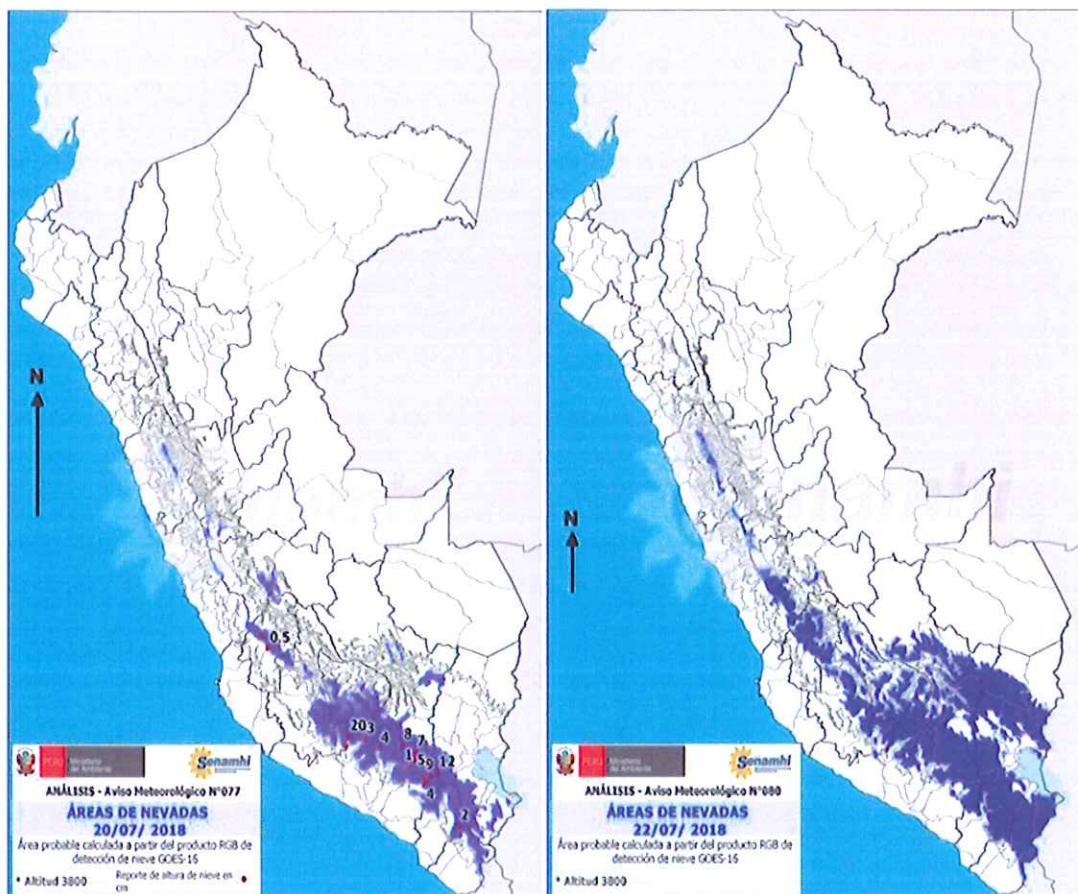 N
0.5
20 3
4
8
7
1
5 9
12
4
2
PERÚ
Ministerio
de Ambiente
Senamhi
ANÁLISIS - Aviso Meteorológico N°077
ÁREAS DE NEVADAS
20/07/ 2018
Área probable calculada a partir del producto RGB de
detección de nieve GOES-16
* Altitud 3800
Reporte de altura de nieve en
cm
N
PERÚ
Ministerio
de Ambiente
Senamhi
ANÁLISIS - Aviso Meteorológico N°080
ÁREAS DE NEVADAS
22/07/ 2018
Área probable calculada a partir del producto RGB de
detección de nieve GOES-16
* Altitud 3800